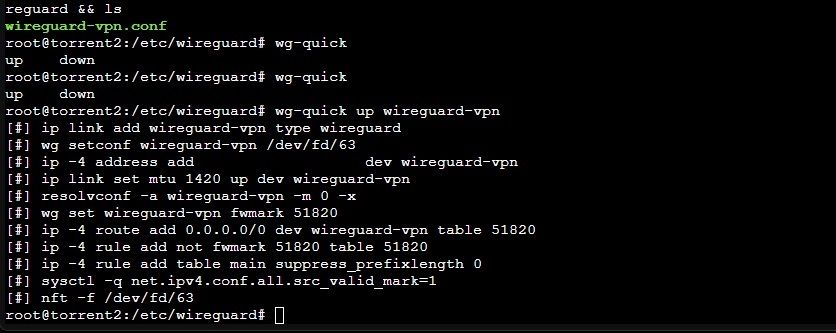 reguard && ls
wireguard-vpn.conf
root@torrent2:/etc/wireguard# wg-quick
up    down
root@torrent2:/etc/wireguard# wg-quick
up    down
root@torrent2:/etc/wireguard# wg-quick up wireguard-vpn
[#] ip link add wireguard-vpn type wireguard
[#] wg setconf wireguard-vpn /dev/fd/63
[#] ip -4 address add                  dev wireguard-vpn
[#] ip link set mtu 1420 up dev wireguard-vpn
[#] resolvconf -a wireguard-vpn -m 0 -x
[#] wg set wireguard-vpn fwmark 51820
[#] ip -4 route add 0.0.0.0/0 dev wireguard-vpn table 51820
[#] ip -4 rule add not fwmark 51820 table 51820
[#] ip -4 rule add table main suppress_prefixlength 0
[#] sysctl -q net.ipv4.conf.all.src_valid_mark=1
[#] nft -f /dev/fd/63
root@torrent2:/etc/wireguard#